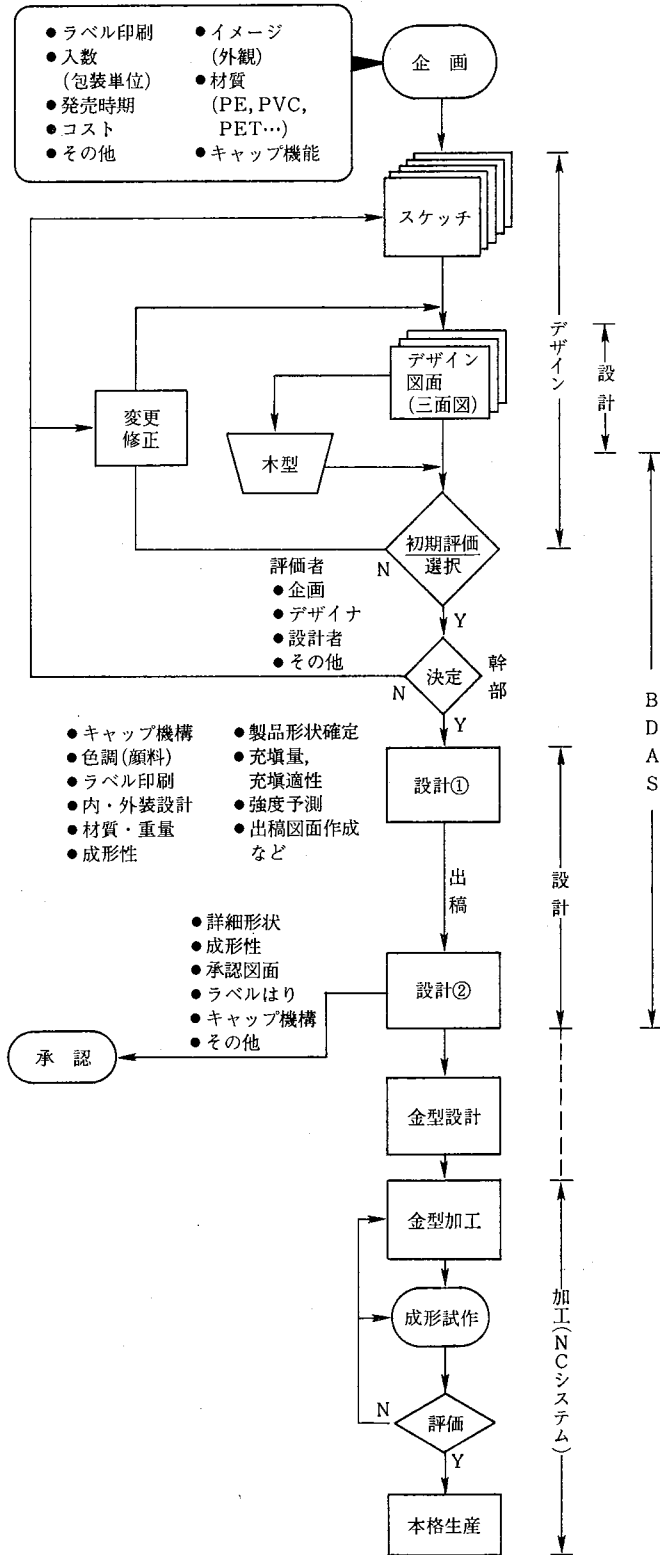 ● ラベル印刷
● 入数
(包装単位)
● 発売時期
● コスト
● その他
● イメージ
(外観)
● 材質
(PE, PVC,
PET…)
● キャップ機能
企 画
スケッチ
デザイン
図面
(三面図)
変更
修正
木型
デザイン
設計
初期評価
選択
N
Y
評価者
● 企画
● デザイナ
● 設計者
● その他
決定
幹部
N
Y
BDAS
● キャップ機構
● 色調(顔料)
● ラベル印刷
● 内・外装設計
● 材質・重量
● 成形性
● 製品形状確定
● 充塡量,
充塡適性
● 強度予測
● 出稿図面作成
など
設計①
出稿
設計
● 詳細形状
● 成形性
● 承認図面
● ラベルはり
● キャップ機構
● その他
設計②
承 認
金型設計
金型加工
成形試作
加工(NCシステム)
N
評価
Y
本格生産